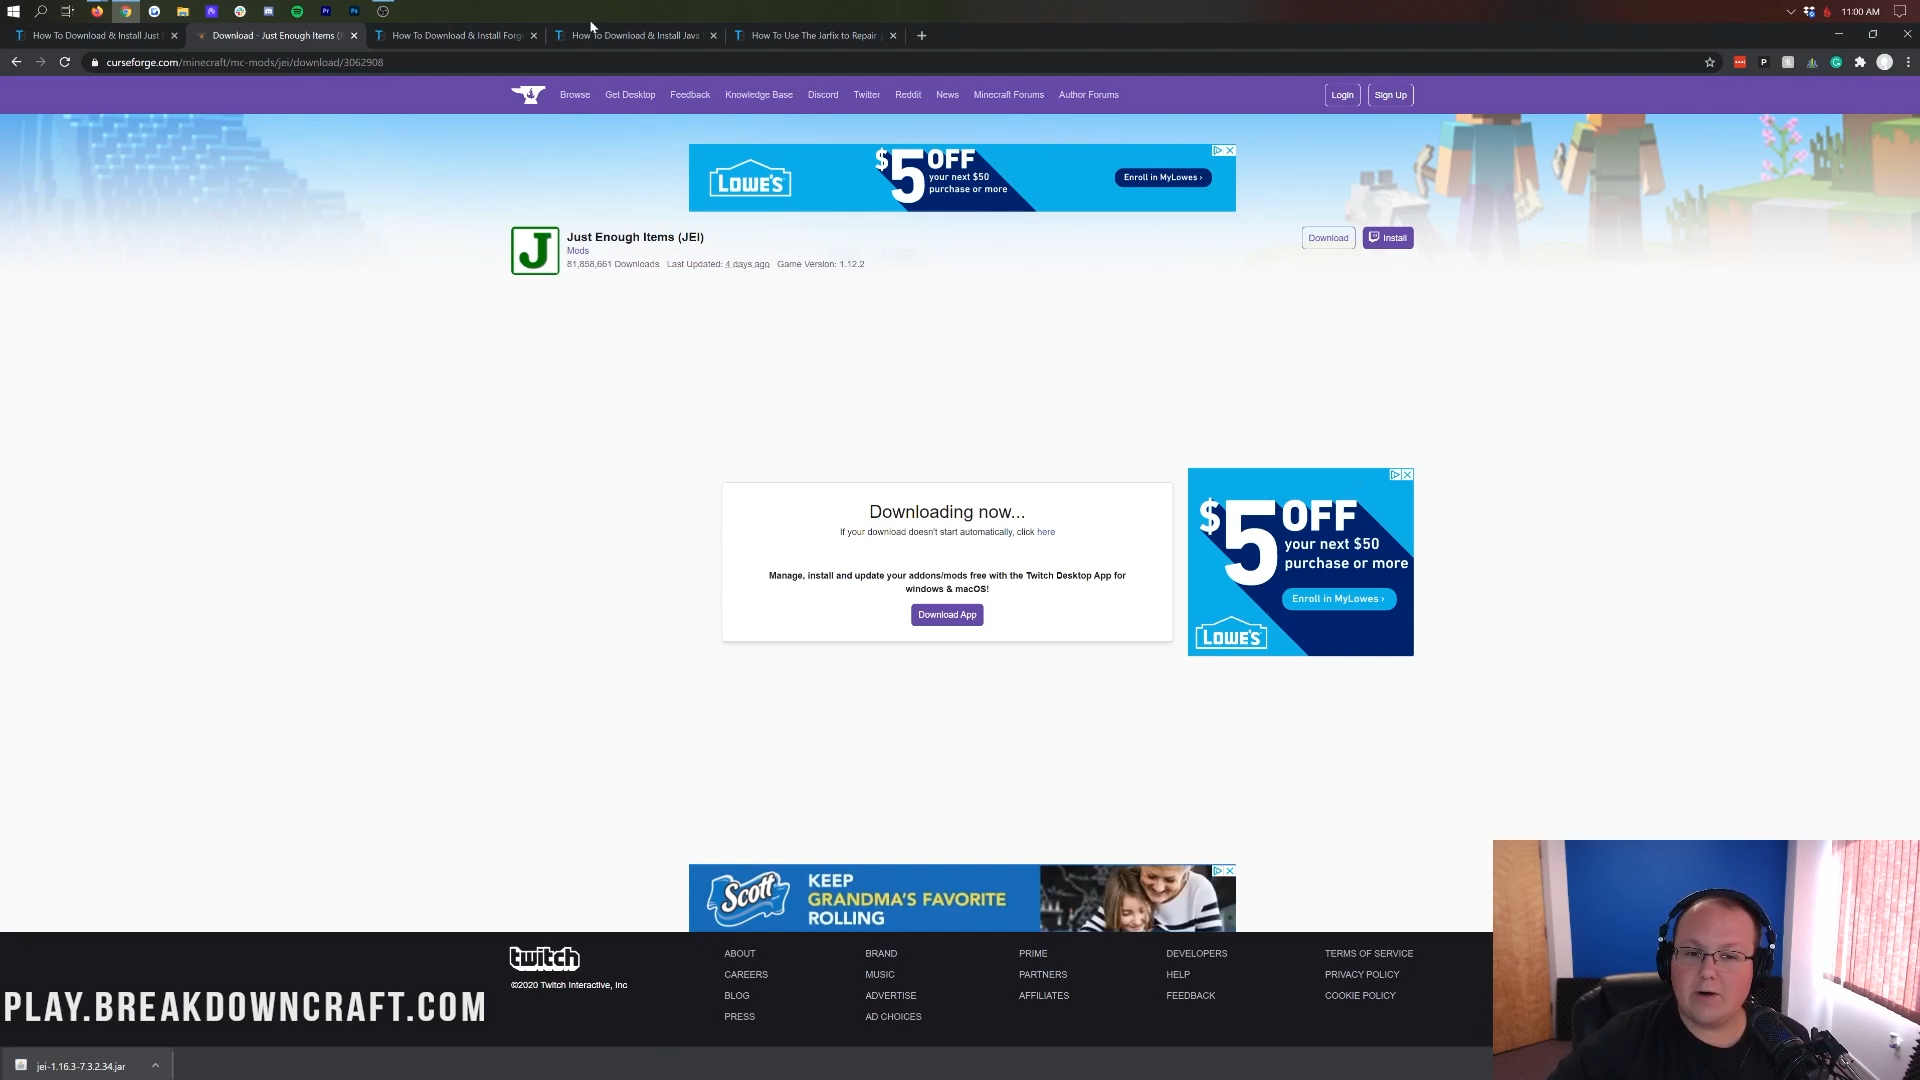 11:00 AM
How To Download & Install Just
Download - Just Enough Items (J
How To Download & Install Forg
How To Download & Install Java
How To Use The Jarfix to Repair
curseforge.com/minecraft/mc-mods/jei/download/3062908
Browse
Get Desktop
Feedback
Knowledge Base
Discord
Twitter
Reddit
News
Minecraft Forums
Author Forums
Login
Sign Up
LOWE'S
$5 OFF
your next $50
purchase or more
Enroll in MyLowes ›
J
Just Enough Items (JEI)
Mods
81,858,661 Downloads Last Updated: 4 days ago Game Version: 1.12.2
Download
Install
Downloading now...
If your download doesn't start automatically, click here
Manage, install and update your addons/mods free with the Twitch Desktop App for
windows & macOS!
Download App
$5 OFF
your next $50
purchase or more
Enroll in MyLowes ›
LOWE'S
Scott
KEEP
GRANDMA'S FAVORITE
ROLLING
twitch
©2020 Twitch Interactive, Inc
ABOUT
CAREERS
BLOG
PRESS
BRAND
MUSIC
ADVERTISE
AD CHOICES
PRIME
PARTNERS
AFFILIATES
DEVELOPERS
HELP
FEEDBACK
TERMS OF SERVICE
PRIVACY POLICY
COOKIE POLICY
PLAY.BREAKDOWNCRAFT.COM
jei-1.16.3-7.3.2.34.jar